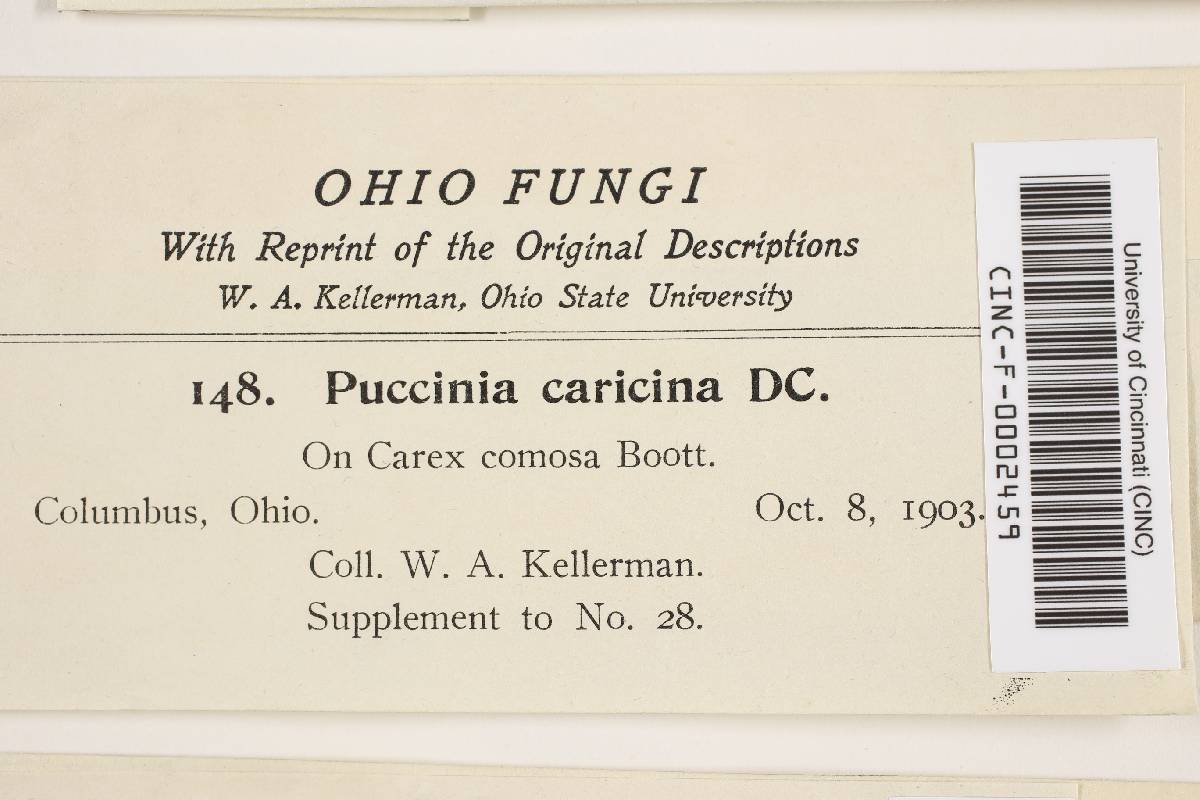 OHIO FUNGI
With Reprint of the Original Descriptions
W. A. Kellerman, Ohio State University
148. Puccinia caricina DC.
On Carex comosa Boott.
Columbus, Ohio. Oct. 8, 1903.
Coll. W. A. Kellerman.
Supplement to No. 28.
University of Cincinnati (CINC)
CINC-F-0002459